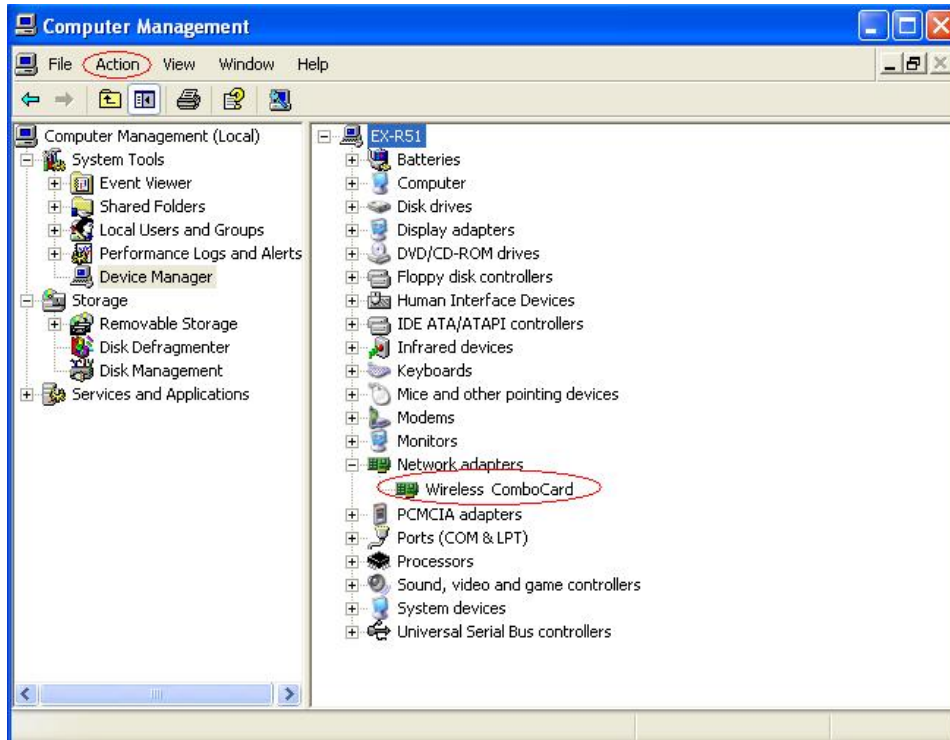 Computer Management
File Action View Window Help
Computer Management (Local)
System Tools
Event Viewer
Shared Folders
Local Users and Groups
Performance Logs and Alerts
Device Manager
Storage
Removable Storage
Disk Defragmenter
Disk Management
Services and Applications
EX-R51
Batteries
Computer
Disk drives
Display adapters
DVD/CD-ROM drives
Floppy disk controllers
Human Interface Devices
IDE ATA/ATAPI controllers
Infrared devices
Keyboards
Mice and other pointing devices
Modems
Monitors
Network adapters
Wireless ComboCard
PCMCIA adapters
Ports (COM & LPT)
Processors
Sound, video and game controllers
System devices
Universal Serial Bus controllers